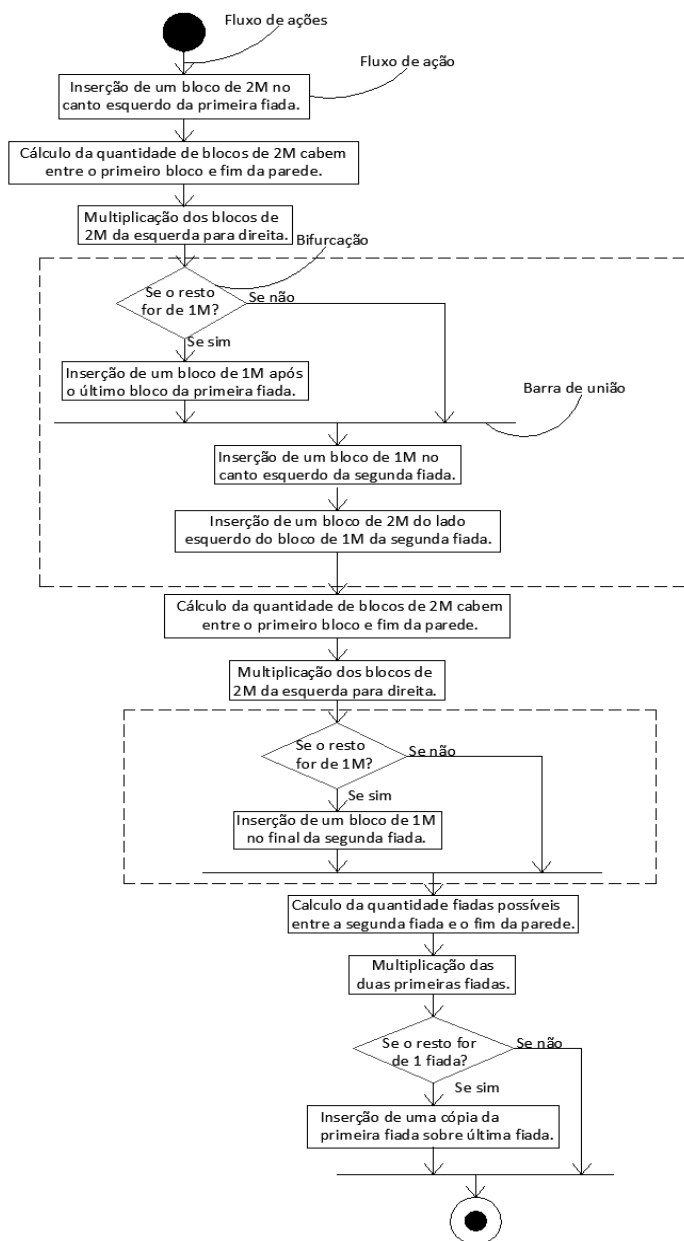 Fluxo de ações
Fluxo de ação
Inserção de um bloco de 2M no
canto esquerdo da primeira fiada.
Cálculo da quantidade de blocos de 2M cabem
entre o primeiro bloco e fim da parede.
Multiplicação dos blocos de
2M da esquerda para direita.
Bifurcação
Se o resto
for de 1M?
Se não
Se sim
Inserção de um bloco de 1M após
o último bloco da primeira fiada.
Barra de união
Inserção de um bloco de 1M no
canto esquerdo da segunda fiada.
Inserção de um bloco de 2M do lado
esquerdo do bloco de 1M da segunda fiada.
Cálculo da quantidade de blocos de 2M cabem
entre o primeiro bloco e fim da parede.
Multiplicação dos blocos de
2M da esquerda para direita.
Se o resto
for de 1M?
Se não
Se sim
Inserção de um bloco de 1M
no final da segunda fiada.
Calculo da quantidade fiadas possíveis
entre a segunda fiada e o fim da parede.
Multiplicação das
duas primeiras fiadas.
Se o resto for
de 1 fiada?
Se não
Se sim
Inserção de uma cópia da
primeira fiada sobre última fiada.